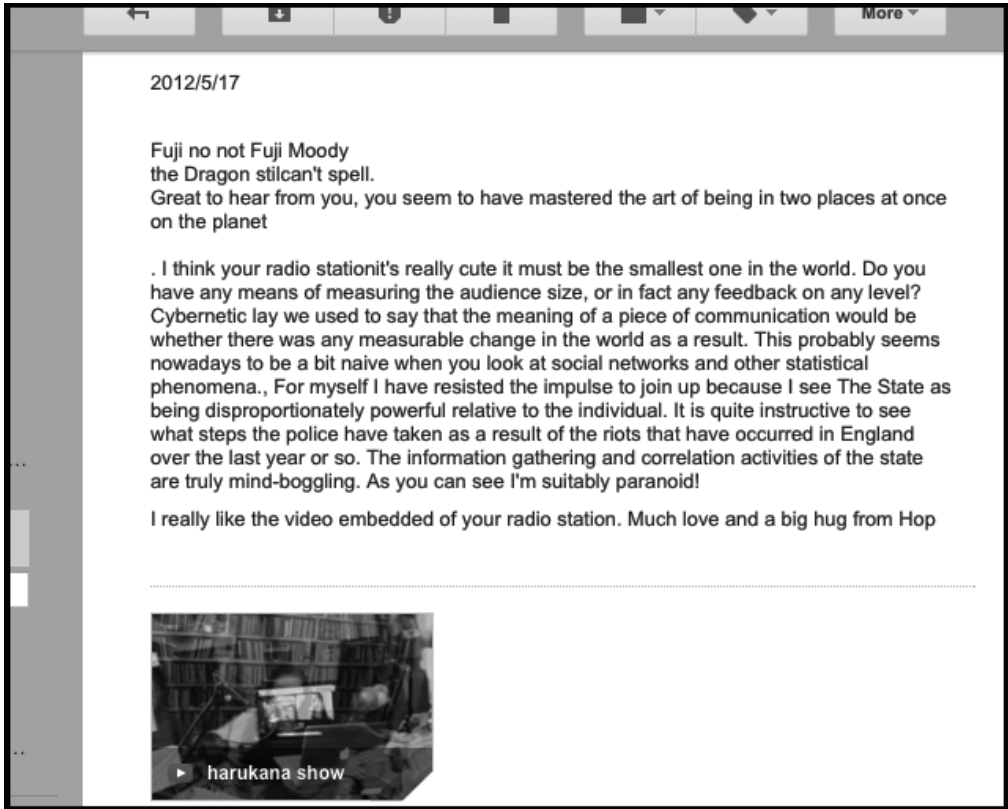 More
2012/5/17
Fuji no not Fuji Moody
the Dragon stilcan't spell.
Great to hear from you, you seem to have mastered the art of being in two places at once
on the planet
. I think your radio stationit's really cute it must be the smallest one in the world. Do you
have any means of measuring the audience size, or in fact any feedback on any level?
Cybernetic lay we used to say that the meaning of a piece of communication would be
whether there was any measurable change in the world as a result. This probably seems
nowadays to be a bit naive when you look at social networks and other statistical
phenomena., For myself I have resisted the impulse to join up because I see The State as
being disproportionately powerful relative to the individual. It is quite instructive to see
what steps the police have taken as a result of the riots that have occurred in England
over the last year or so. The information gathering and correlation activities of the state
are truly mind-boggling. As you can see I'm suitably paranoid!
I really like the video embedded of your radio station. Much love and a big hug from Hop
harukana show